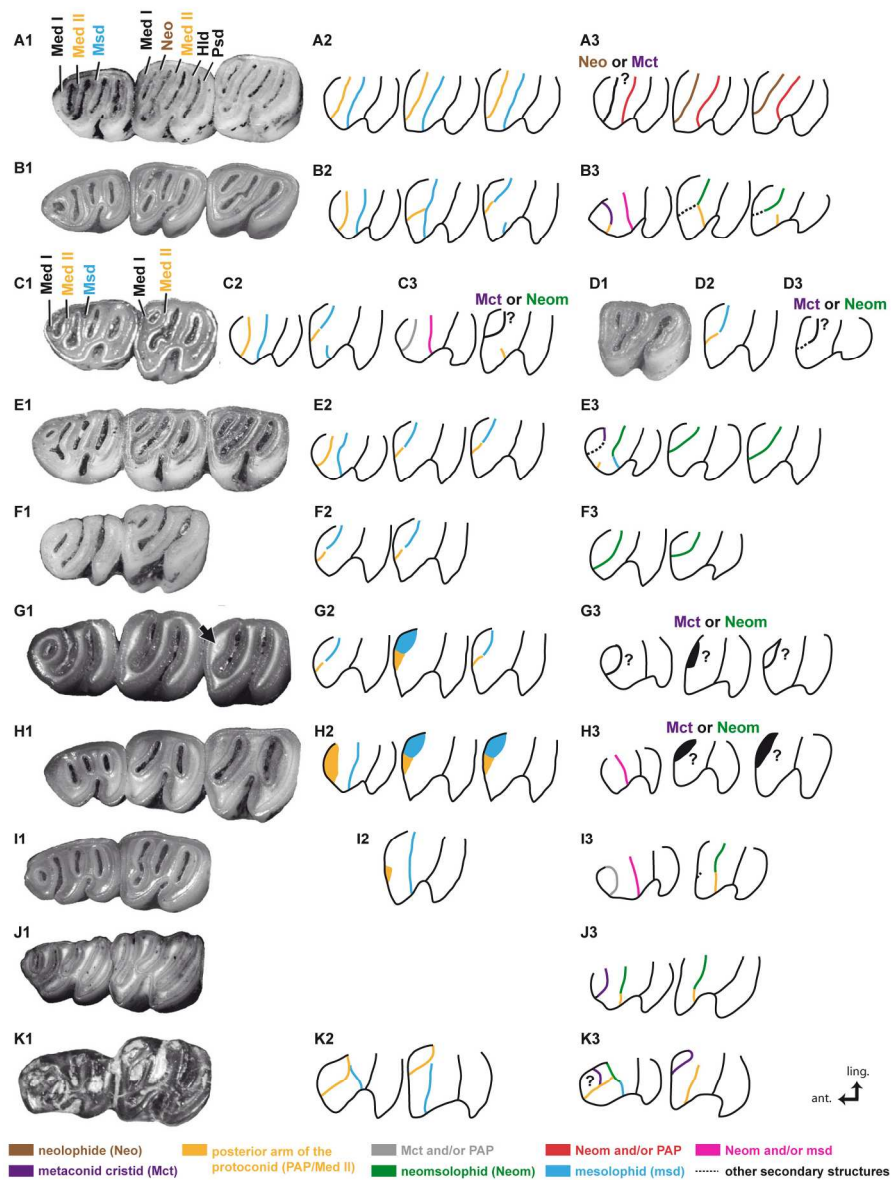 Med I
Med II
Msd
Med I
Neo
Med II
Hld
Psd
A1
A2
A3
Neo or Mct
?
B1
B2
B3
Med I
Med II
Msd
Med I
Med II
C1
C2
C3
Mct or Neom
?
D1
D2
D3
Mct or Neom
?
E1
E2
E3
F1
F2
F3
G1
G2
G3
Mct or Neom
? ? ?
H1
H2
H3
Mct or Neom
? ?
I1
I2
I3
J1
J3
K1
K2
K3
?
ling.
ant.
neolophide (Neo)
metaconid cristid (Mct)
posterior arm of the
protoconid (PAP/Med II)
Mct and/or PAP
neomsolophid (Neom)
Neom and/or PAP
mesolophid (msd)
Neom and/or msd
other secondary structures